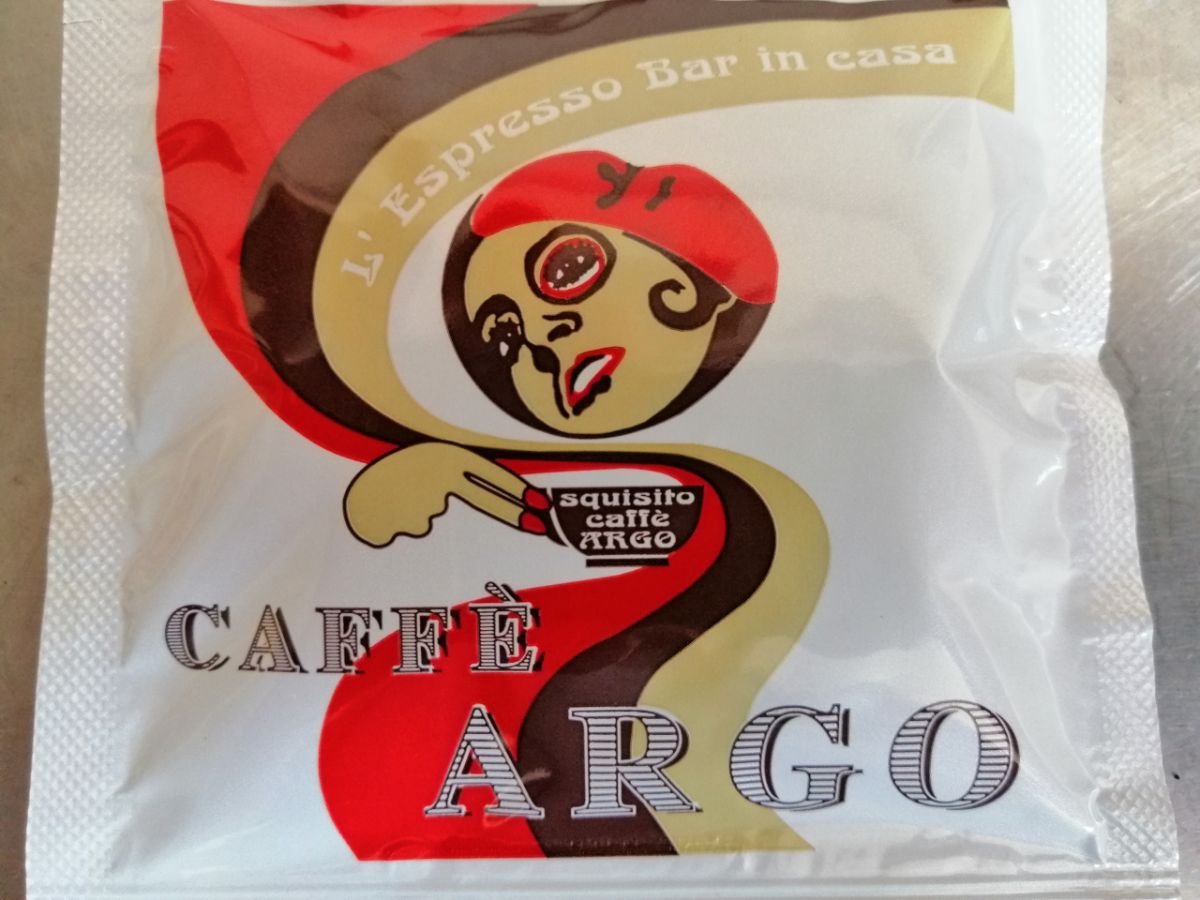 L' Espresso Bar in casa
squisito
caffè
ARGO
CAFFÈ
ARGO